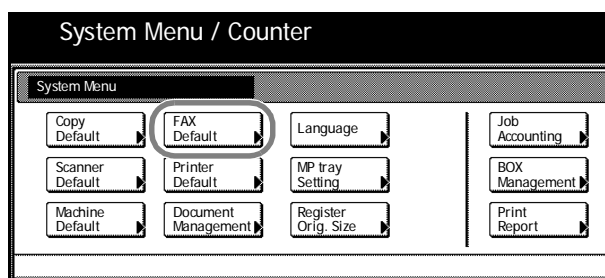 System Menu / Counter
System Menu
Copy
Default
FAX
Default
Language
Job
Accounting
Scanner
Default
Printer
Default
MP tray
Setting
BOX
Management
Machine
Default
Document
Management
Register
Orig. Size
Print
Report